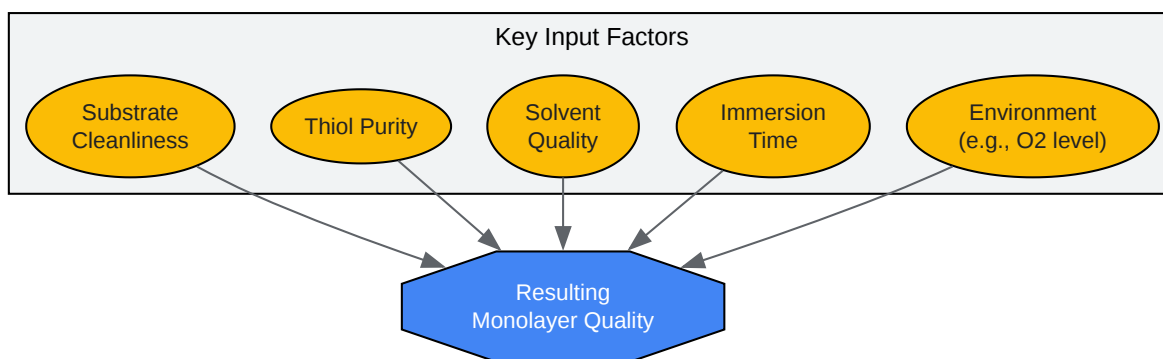 Key Input Factors
Substrate
Cleanliness
Thiol Purity
Solvent
Quality
Immersion
Time
Environment
(e.g., O2 level)
Resulting
Monolayer Quality